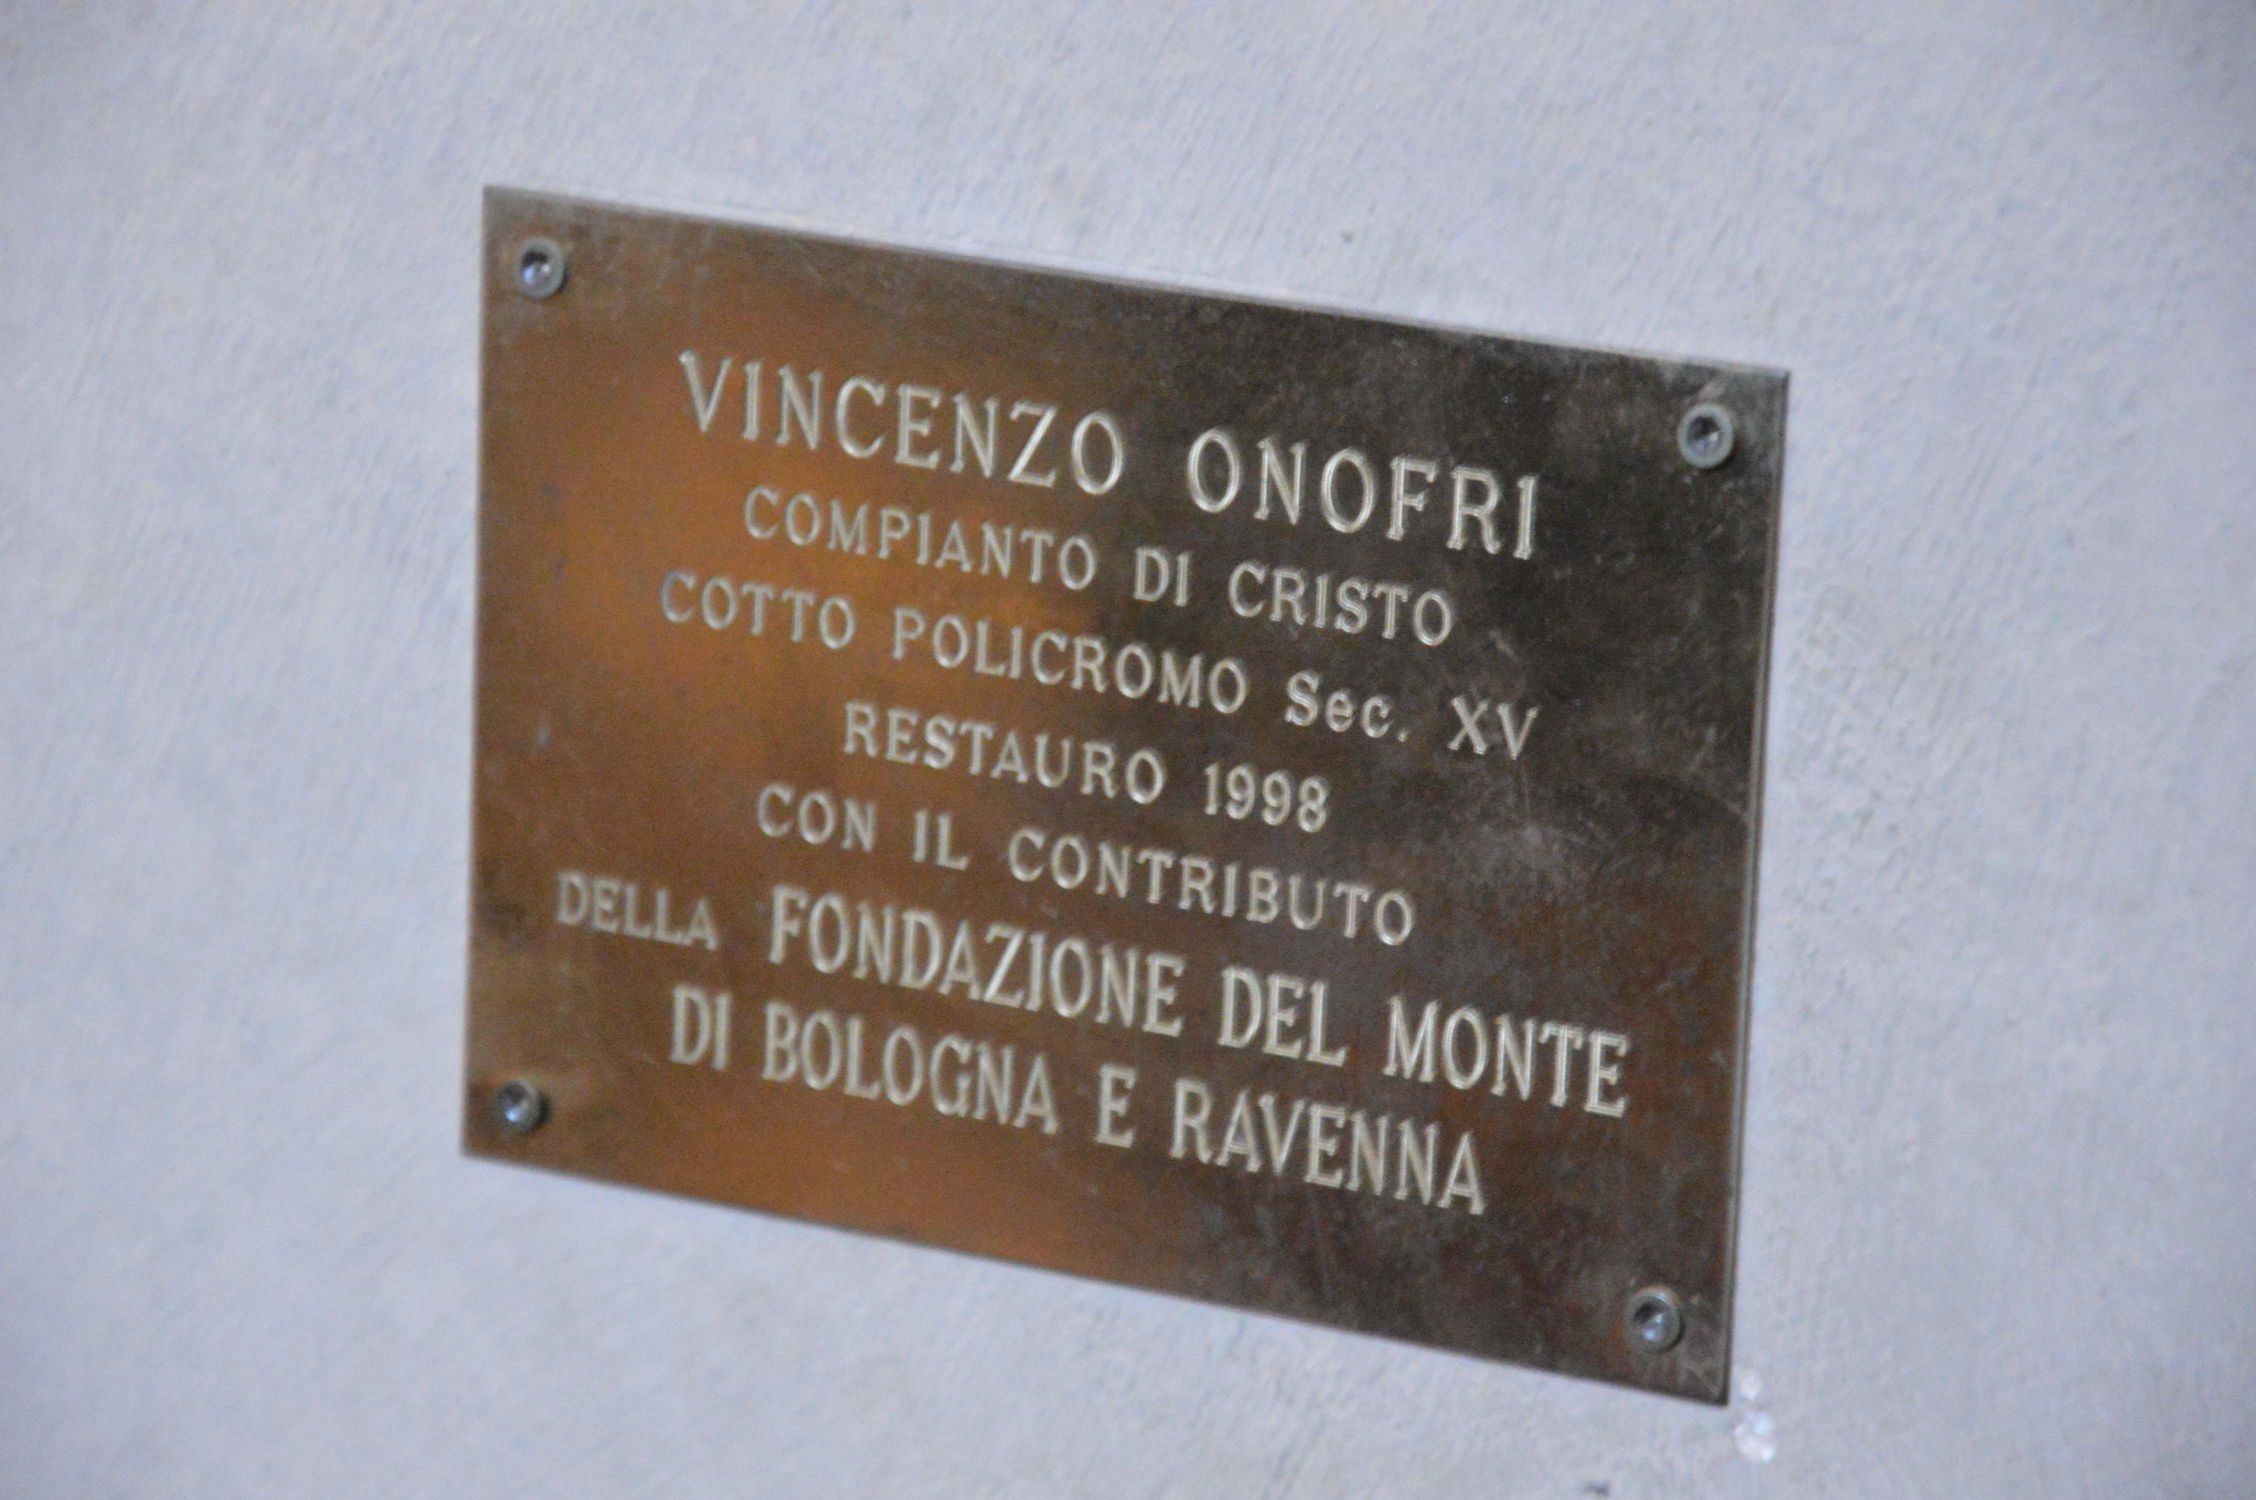 VINCENZO ONOFRI
COMPIANTO DI CRISTO
COTTO POLICROMO Sec. XV
RESTAURO 1998
CON IL CONTRIBUTO
DELLA FONDAZIONE DEL MONTE
DI BOLOGNA E RAVENNA